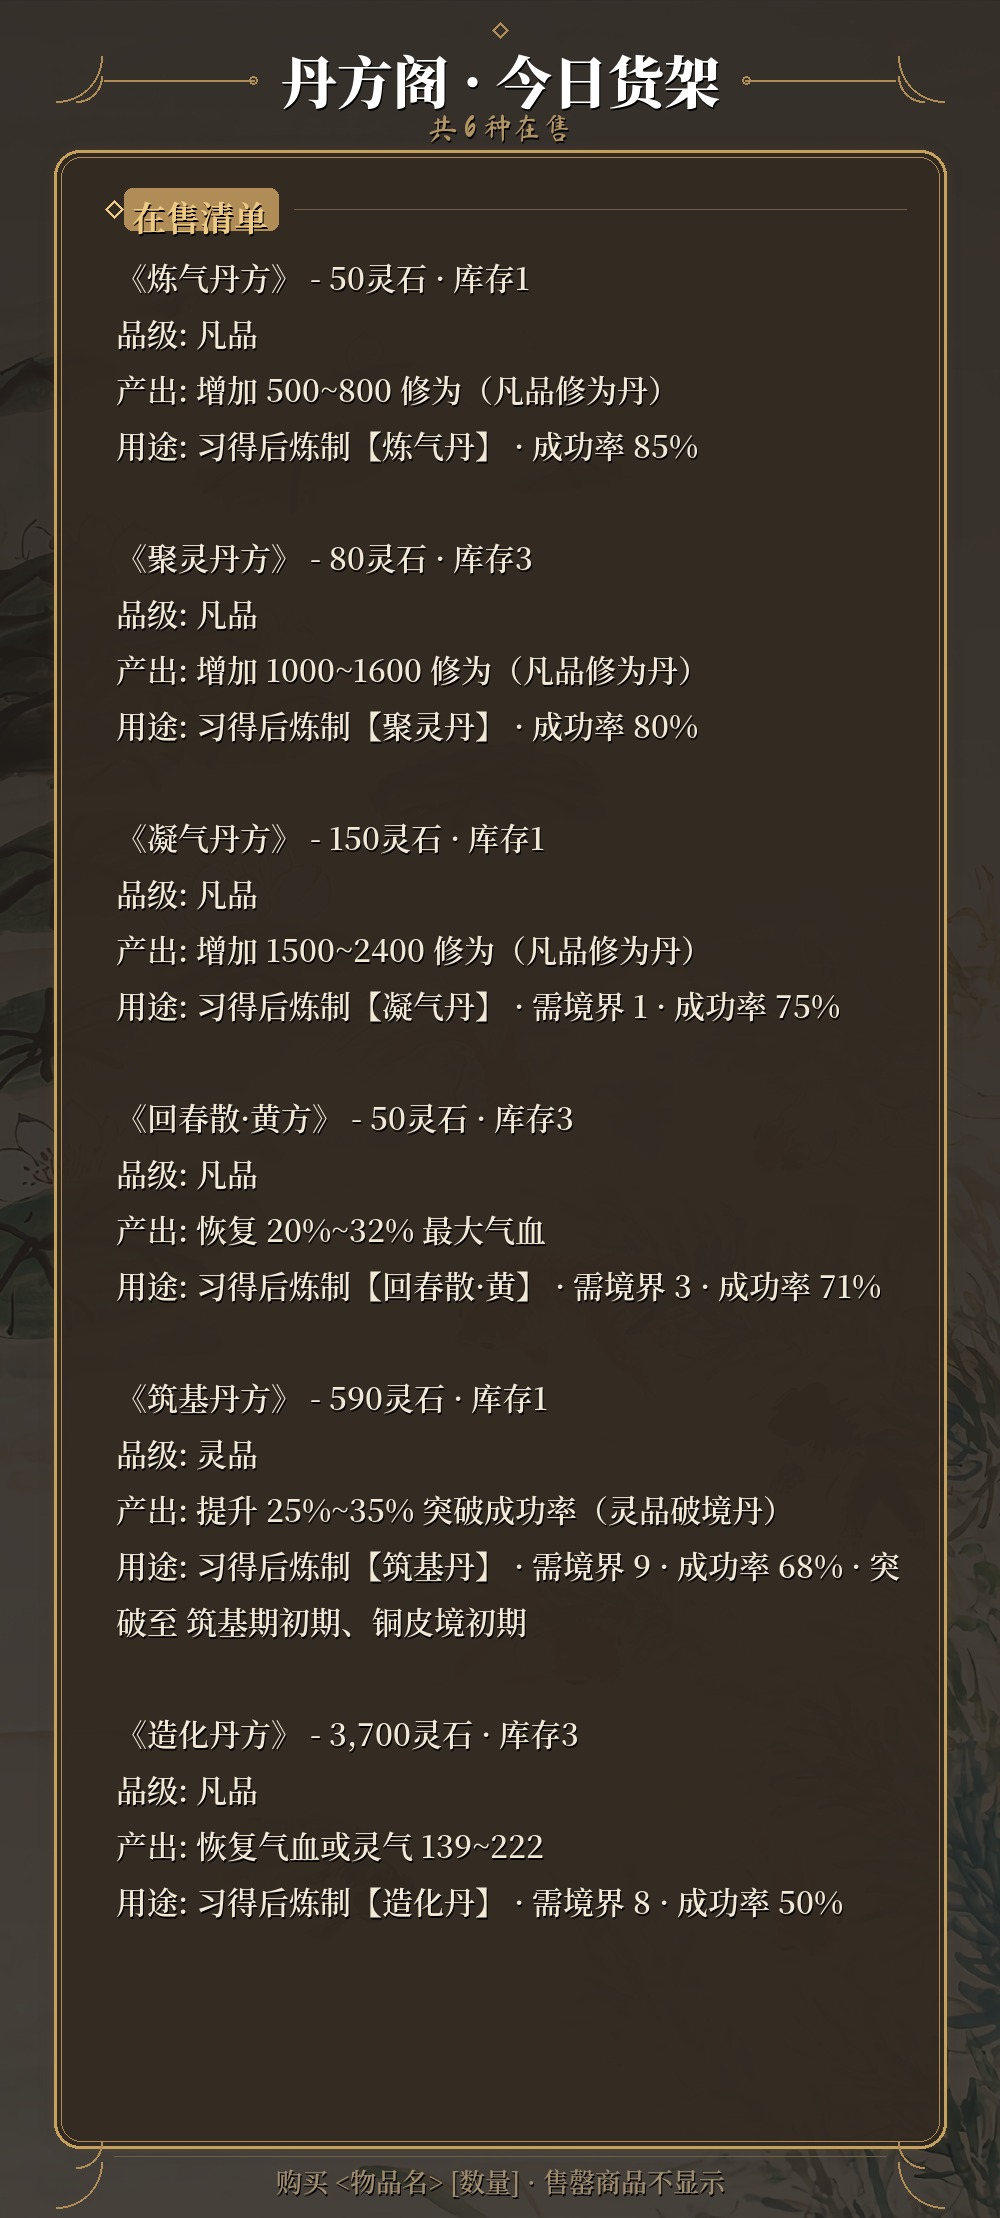 丹方阁 · 今日货架
共6种在售
在售清单
《炼气丹方》 - 50灵石 · 库存1
品级: 凡品
产出: 增加 500~800 修为（凡品修为丹）
用途: 习得后炼制【炼气丹】 · 成功率 85%
《聚灵丹方》 - 80灵石 · 库存3
品级: 凡品
产出: 增加 1000~1600 修为（凡品修为丹）
用途: 习得后炼制【聚灵丹】 · 成功率 80%
《凝气丹方》 - 150灵石 · 库存1
品级: 凡品
产出: 增加 1500~2400 修为（凡品修为丹）
用途: 习得后炼制【凝气丹】 · 需境界 1 · 成功率 75%
《回春散·黄方》 - 50灵石 · 库存3
品级: 凡品
产出: 恢复 20%~32% 最大气血
用途: 习得后炼制【回春散·黄】 · 需境界 3 · 成功率 71%
《筑基丹方》 - 590灵石 · 库存1
品级: 灵品
产出: 提升 25%~35% 突破成功率（灵品破境丹）
用途: 习得后炼制【筑基丹】 · 需境界 9 · 成功率 68% · 突
破至 筑基期初期、铜皮境初期
《造化丹方》 - 3,700灵石 · 库存3
品级: 凡品
产出: 恢复气血或灵气 139~222
用途: 习得后炼制【造化丹】 · 需境界 8 · 成功率 50%
购买 <物品名> [数量] · 售罄商品不显示